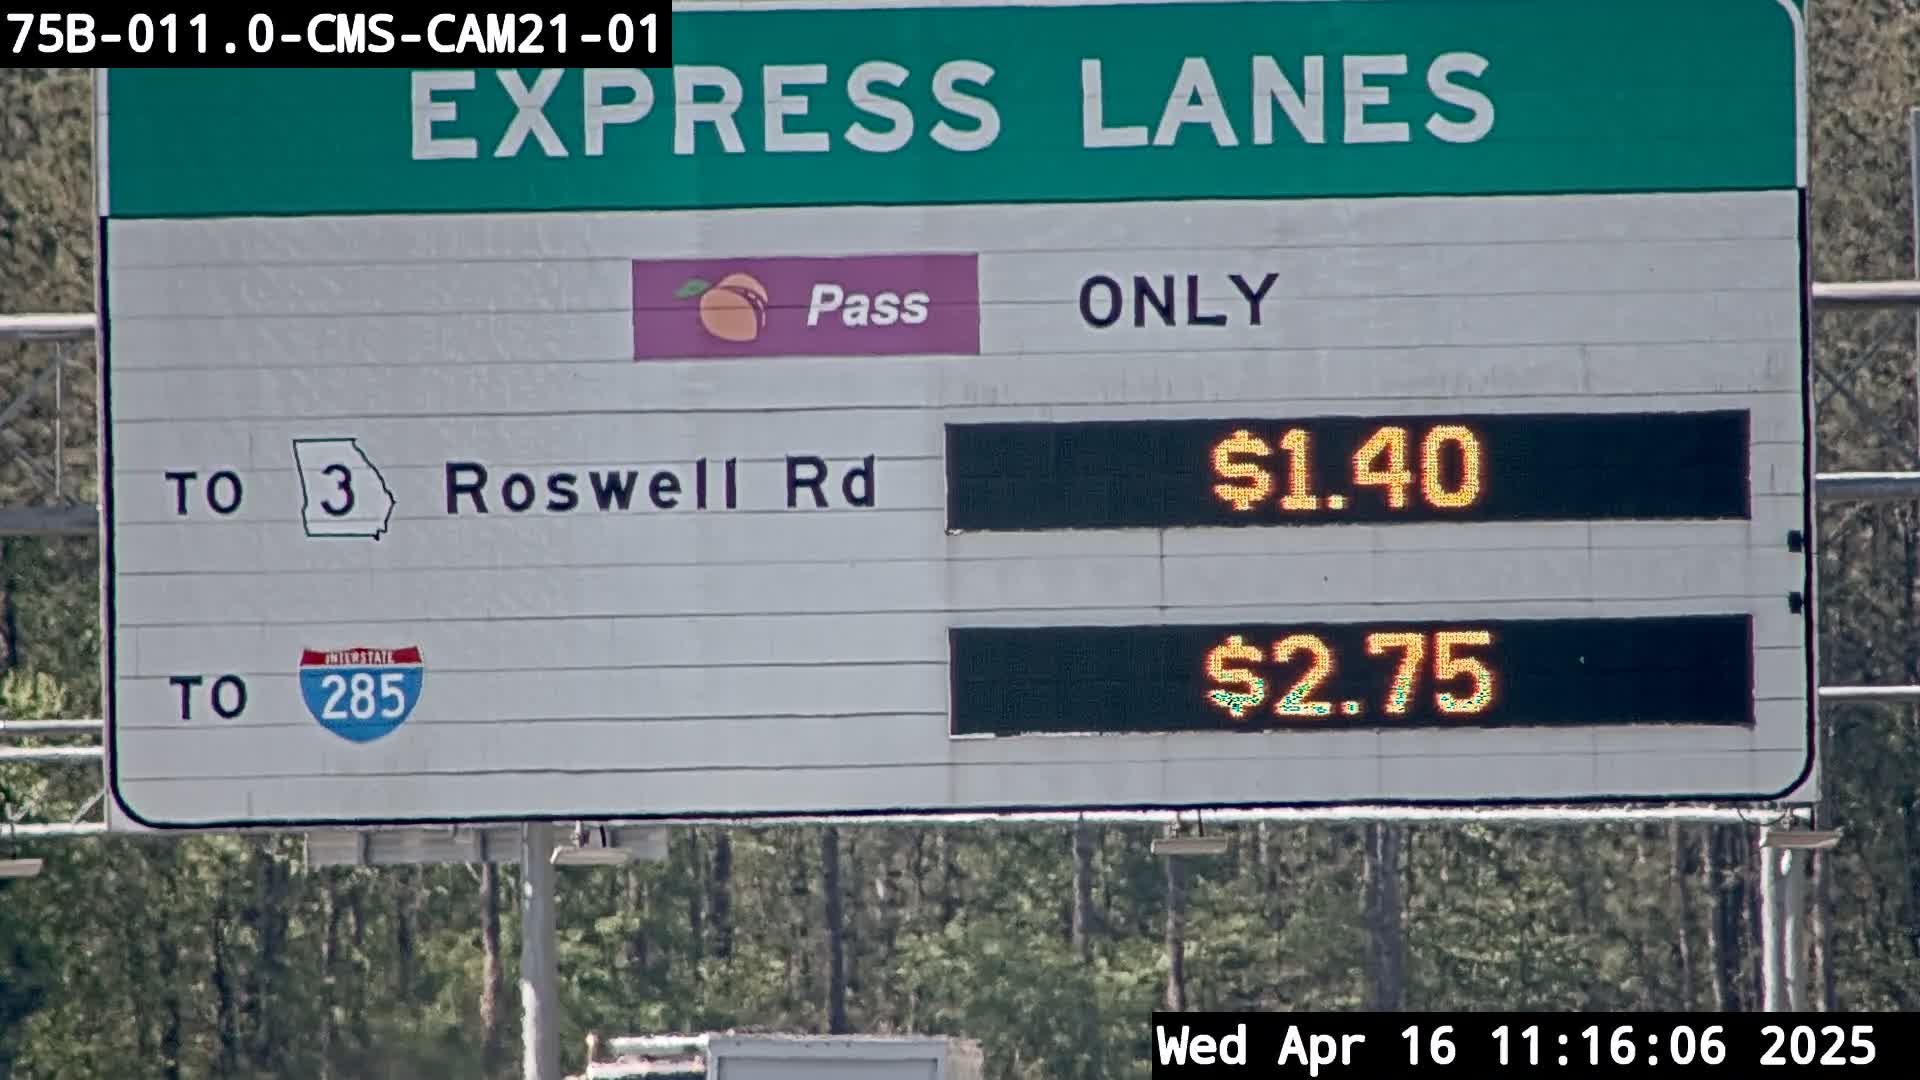 75B-011.0-CMS-CAM21-01
EXPRESS LANES
Pass ONLY
TO 3 Roswell Rd $1.40
INTERSTATE
TO 285 $2.75
Wed Apr 16 11:16:06 2025